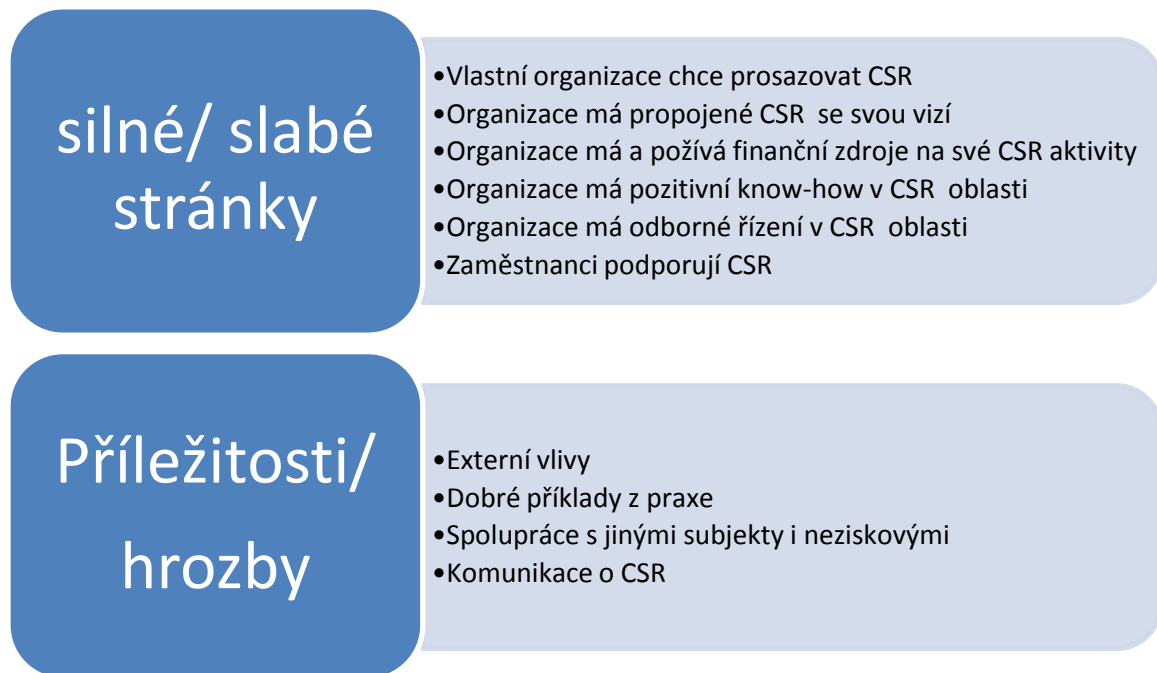 silné/ slabé
stránky
•Vlastní organizace chce prosazovat CSR
•Organizace má propojené CSR  se svou vizí
•Organizace má a požívá finanční zdroje na své CSR aktivity
•Organizace má pozitivní know-how v CSR  oblasti
•Organizace má odborné řízení v CSR  oblasti
•Zaměstnanci podporují CSR
Příležitosti/
hrozby
•Externí vlivy
•Dobré příklady z praxe
•Spolupráce s jinými subjekty i neziskovými
•Komunikace o CSR